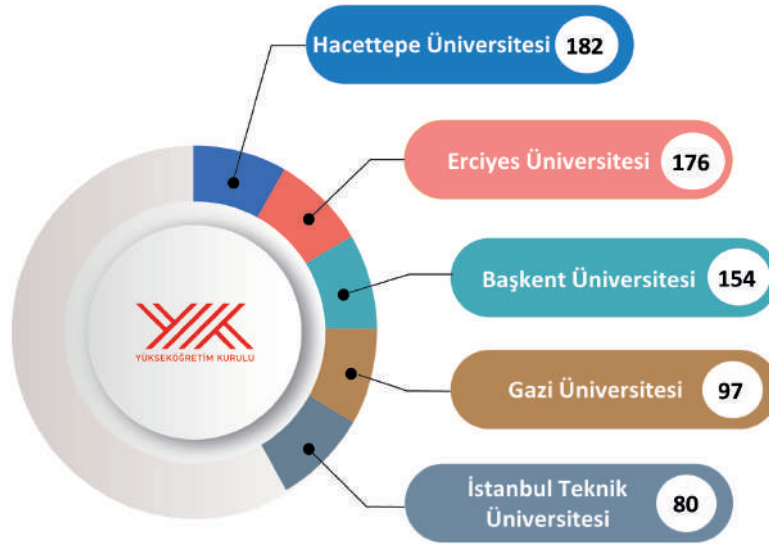 Hacettepe Üniversitesi 182
Erciyes Üniversitesi 176
Başkent Üniversitesi 154
YÜKSEKÖĞRETİM KURULU
Gazi Üniversitesi 97
İstanbul Teknik
Üniversitesi 80